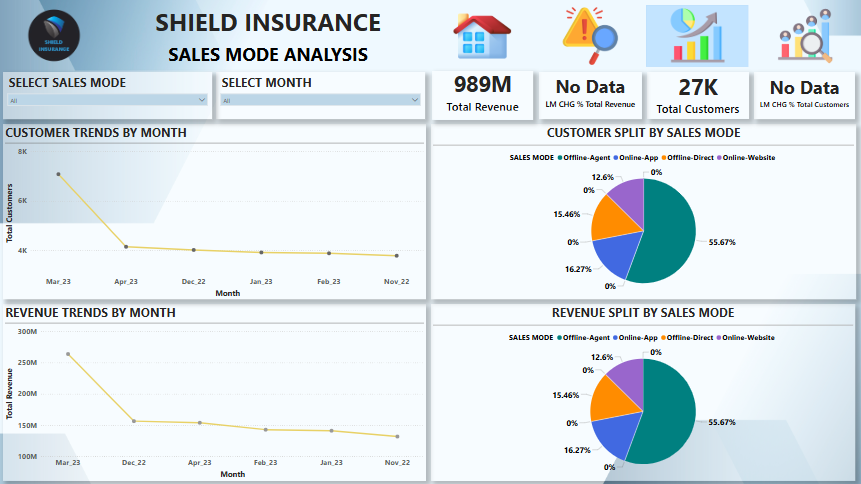 SHIELD
INSURANCE
SHIELD INSURANCE
SALES MODE ANALYSIS
SELECT SALES MODE
All
SELECT MONTH
All
989M
Total Revenue
No Data
LM CHG % Total Revenue
27K
Total Customers
No Data
LM CHG % Total Customers
CUSTOMER TRENDS BY MONTH
Total Customers
8K
6K
4K
Mar_23 Apr_23 Dec_22 Jan_23 Feb_23 Nov_22
Month
CUSTOMER SPLIT BY SALES MODE
SALES MODE Offline-Agent Online-App Offline-Direct Online-Website
0%
12.6%
0%
15.46%
0%
55.67%
16.27%
0%
REVENUE TRENDS BY MONTH
Total Revenue
300M
250M
200M
150M
100M
Mar_23 Dec_22 Apr_23 Feb_23 Jan_23 Nov_22
Month
REVENUE SPLIT BY SALES MODE
SALES MODE Offline-Agent Online-App Offline-Direct Online-Website
0%
12.6%
0%
15.46%
0%
55.67%
16.27%
0%